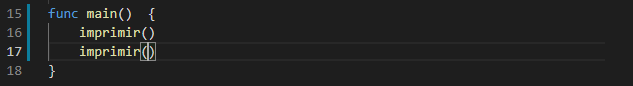 15 func main()  {
16     imprimir()
17     imprimir()
18 }